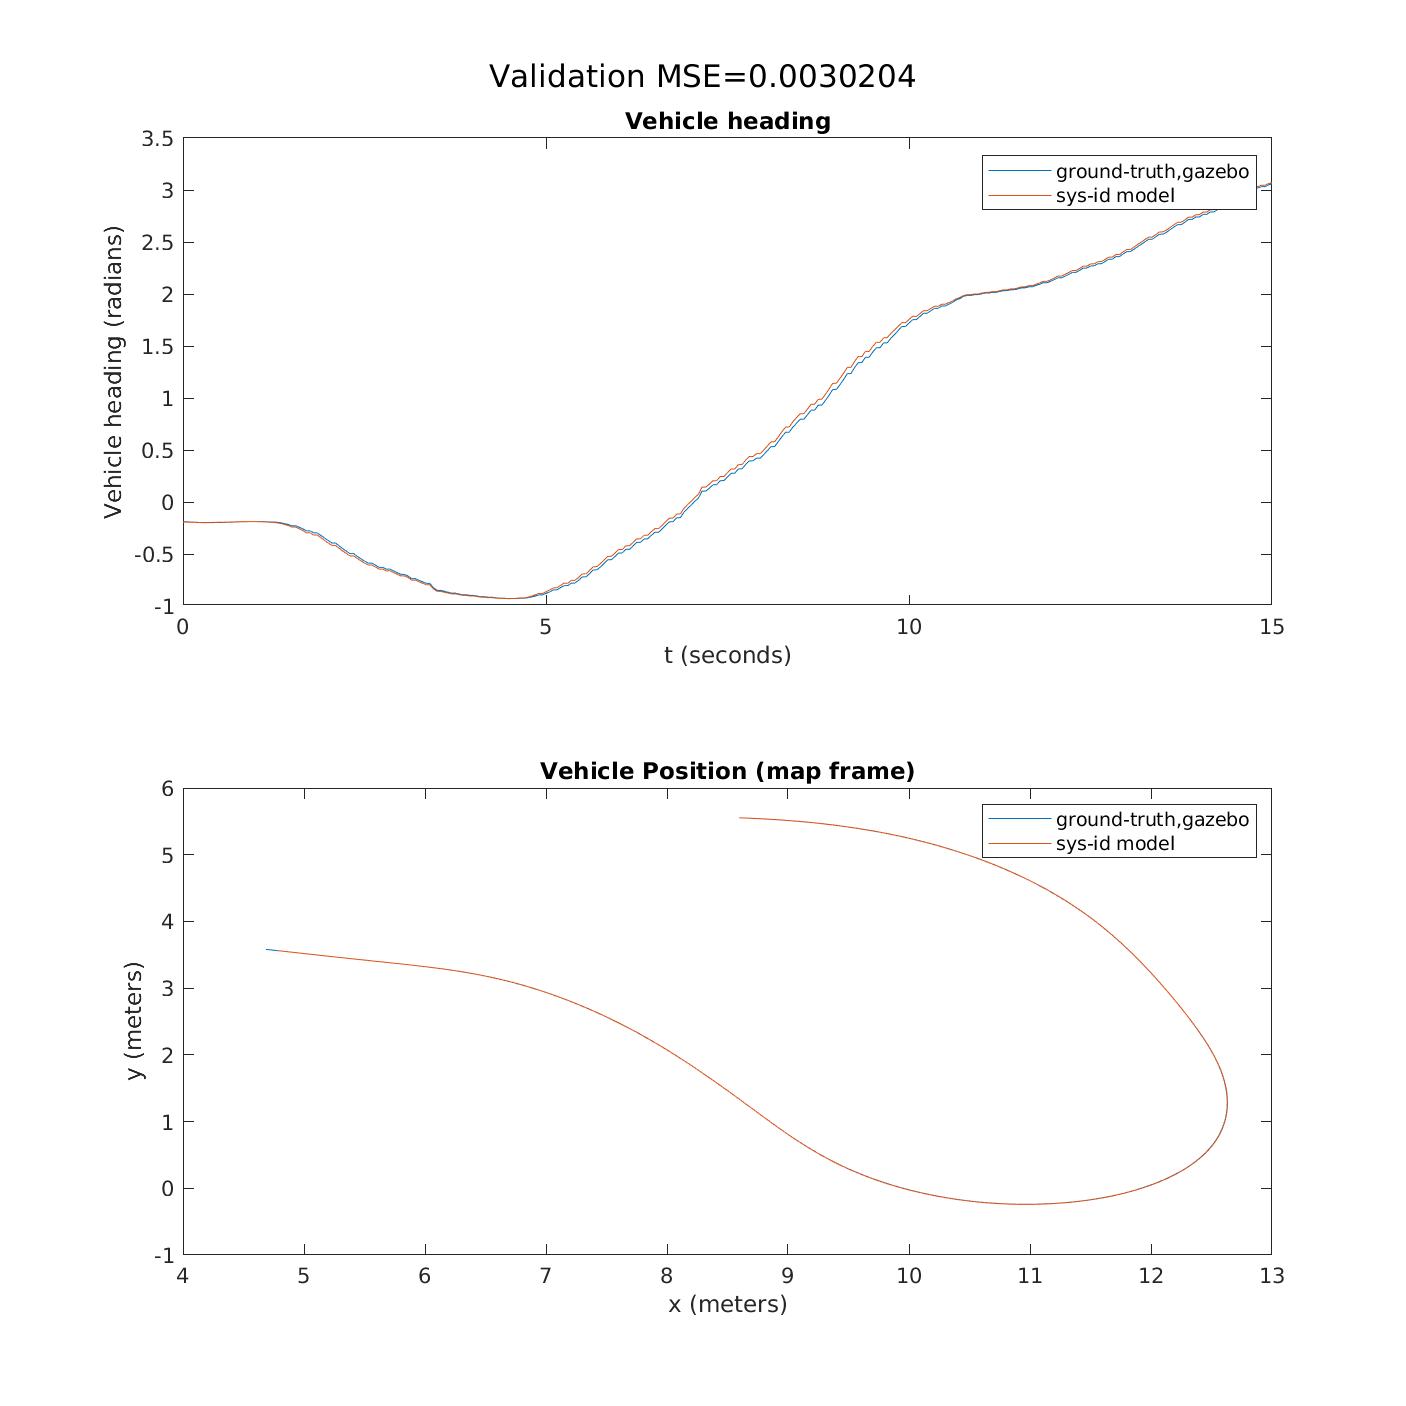 Validation MSE=0.0030204
Vehicle heading
3.5
3
2.5
2
1.5
1
0.5
0
-0.5
-1
Vehicle heading (radians)
ground-truth,gazebo
sys-id model
0 5 10 15
t (seconds)
Vehicle Position (map frame)
6
5
4
3
2
1
0
-1
y (meters)
ground-truth,gazebo
sys-id model
4 5 6 7 8 9 10 11 12 13
x (meters)